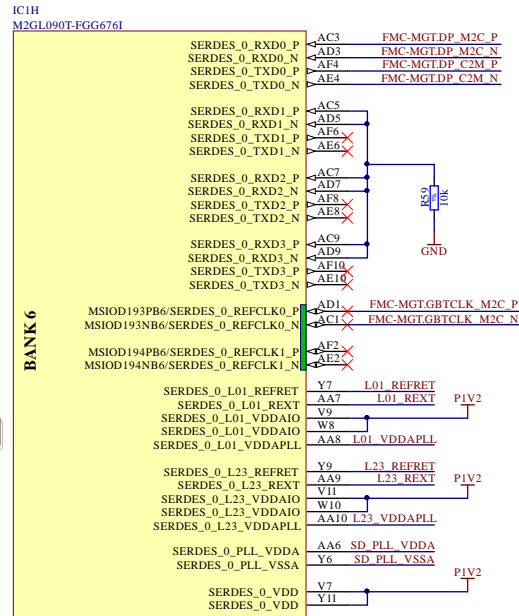 IC1H
M2GL090T-FGG676I
BANK 6
SERDES_0_RXD0_P AC3 FMC-MGT.DP_M2C_P
SERDES_0_RXD0_N AD3 FMC-MGT.DP_M2C_N
SERDES_0_TXD0_P AF4 FMC-MGT.DP_C2M_P
SERDES_0_TXD0_N AE4 FMC-MGT.DP_C2M_N
SERDES_0_RXD1_P AC5
SERDES_0_RXD1_N AD5
SERDES_0_TXD1_P AF6
SERDES_0_TXD1_N AE6
SERDES_0_RXD2_P AC7
SERDES_0_RXD2_N AD7
SERDES_0_TXD2_P AF8
SERDES_0_TXD2_N AE8
R59
1%
10k
GND
SERDES_0_RXD3_P AC9
SERDES_0_RXD3_N AD9
SERDES_0_TXD3_P AF10
SERDES_0_TXD3_N AE10
MSIOD193PB6/SERDES_0_REFCLK0_P AD1 FMC-MGT.GBTCLK_M2C_P
MSIOD193NB6/SERDES_0_REFCLK0_N AC1 FMC-MGT.GBTCLK_M2C_N
MSIOD194PB6/SERDES_0_REFCLK1_P AF2
MSIOD194NB6/SERDES_0_REFCLK1_N AE2
SERDES_0_L01_REFRET Y7 L01_REFRET
SERDES_0_L01_REXT AA7 L01_REXT P1V2
SERDES_0_L01_VDDAIO V9
SERDES_0_L01_VDDAIO W8
SERDES_0_L01_VDDAPLL AA8 L01_VDDAPLL
SERDES_0_L23_REFRET Y9 L23_REFRET
SERDES_0_L23_REXT AA9 L23_REXT P1V2
SERDES_0_L23_VDDAIO V11
SERDES_0_L23_VDDAIO W10
SERDES_0_L23_VDDAPLL AA10 L23_VDDAPLL
SERDES_0_PLL_VDDA AA6 SD_PLL_VDDA
SERDES_0_PLL_VSSA Y6 SD_PLL_VSSA
P1V2
SERDES_0_VDD V7
SERDES_0_VDD Y11